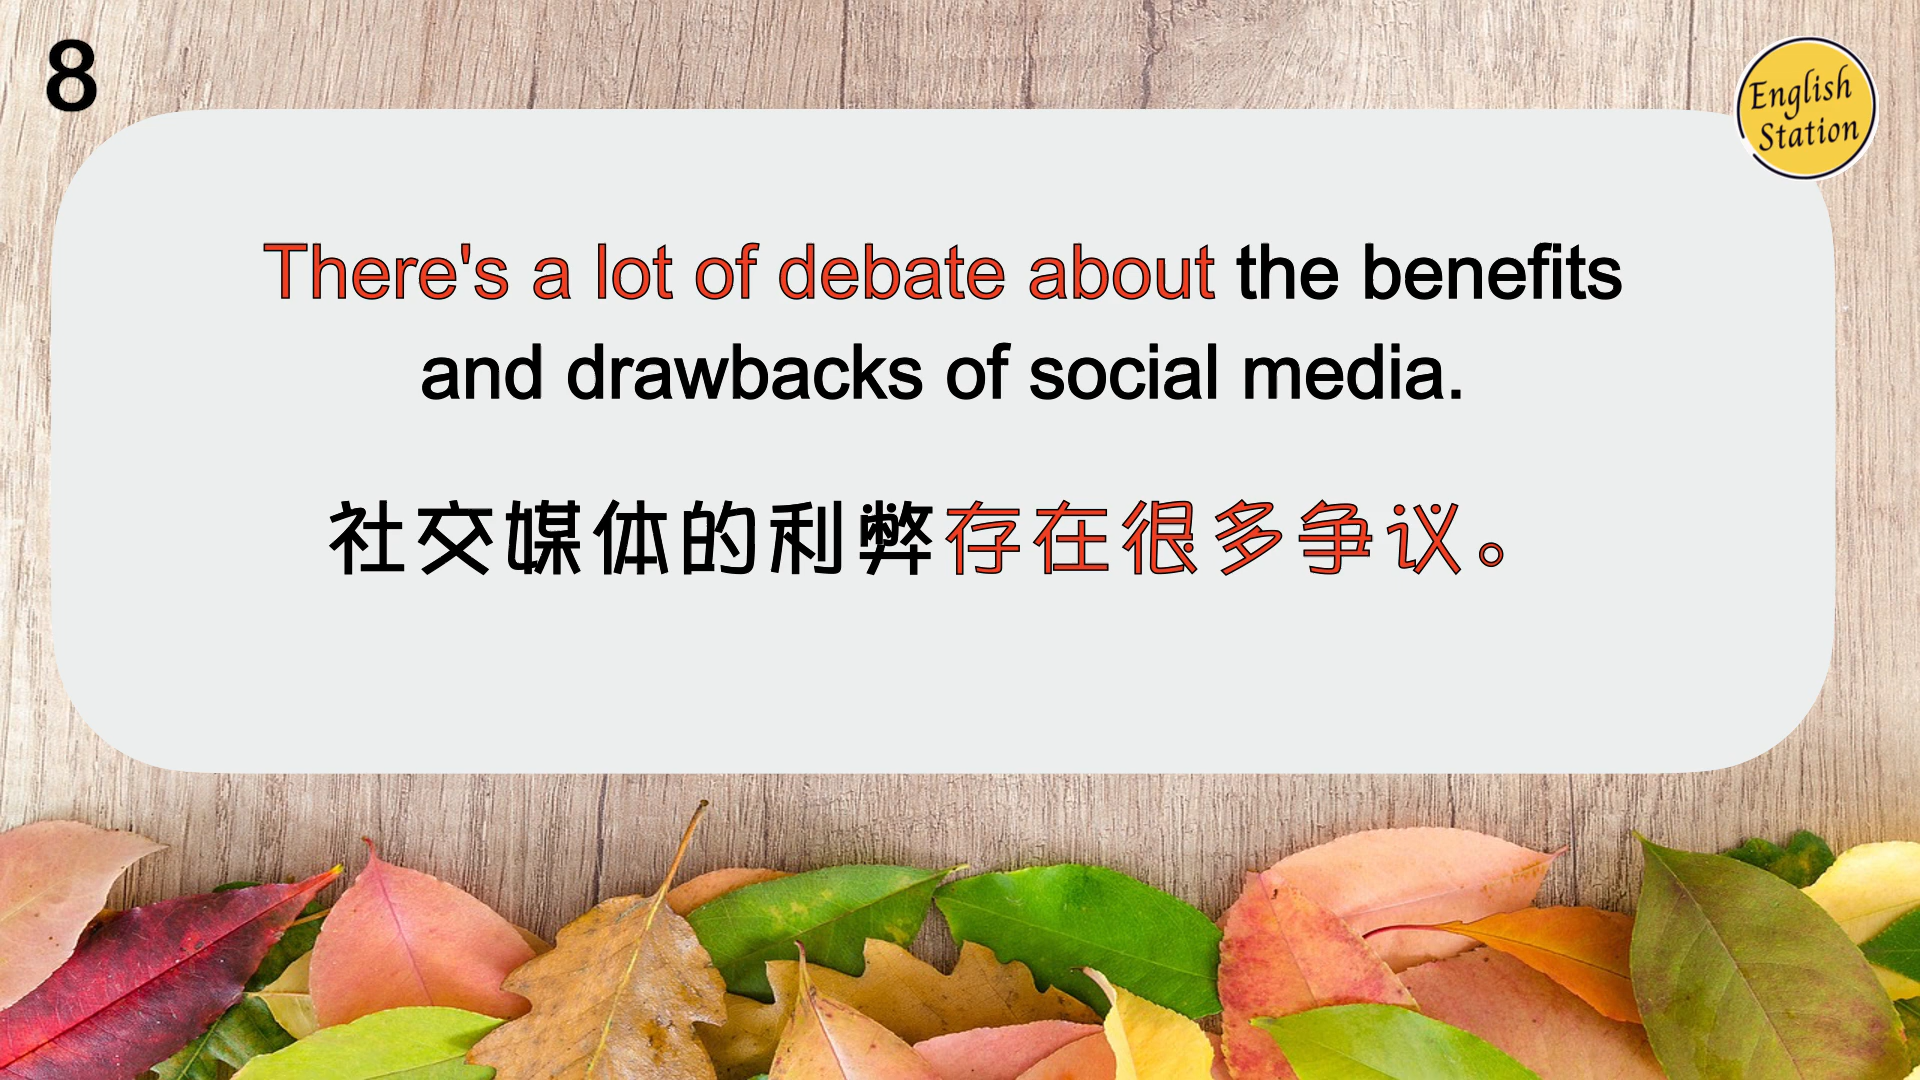 8
English
Station
There's a lot of debate about the benefits
and drawbacks of social media.
社交媒体的利弊存在很多争议。